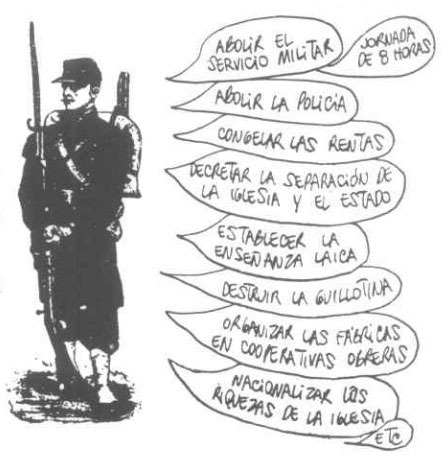 ABOLIR EL
SERVICIO MILITAR
JORNADA
DE 8 HORAS
ABOLIR LA POLICIA
CONGELAR LAS RENTAS
DECRETAR LA SEPARACIÓN DE
LA IGLESIA Y EL ESTADO
ESTABLECER LA
ENSEÑANZA LAICA
DESTRUIR LA GUILLOTINA
ORGANIZAR LAS FÁBRICAS
EN COOPERATIVAS OBRERAS
NACIONALIZAR LAS
RIQUEZAS DE LA IGLESIA
ETC